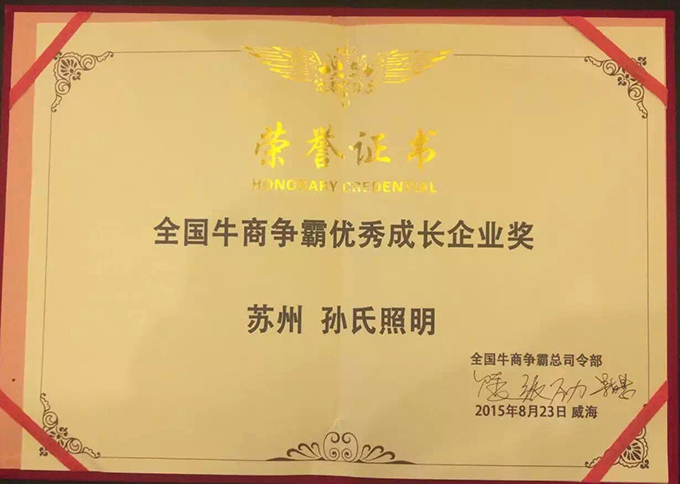 荣誉证书
HONORARY CREDENTIAL
全国牛商争霸优秀成长企业奖
苏州 孙氏照明
全国牛商争霸总司令部
2015年8月23日 威海